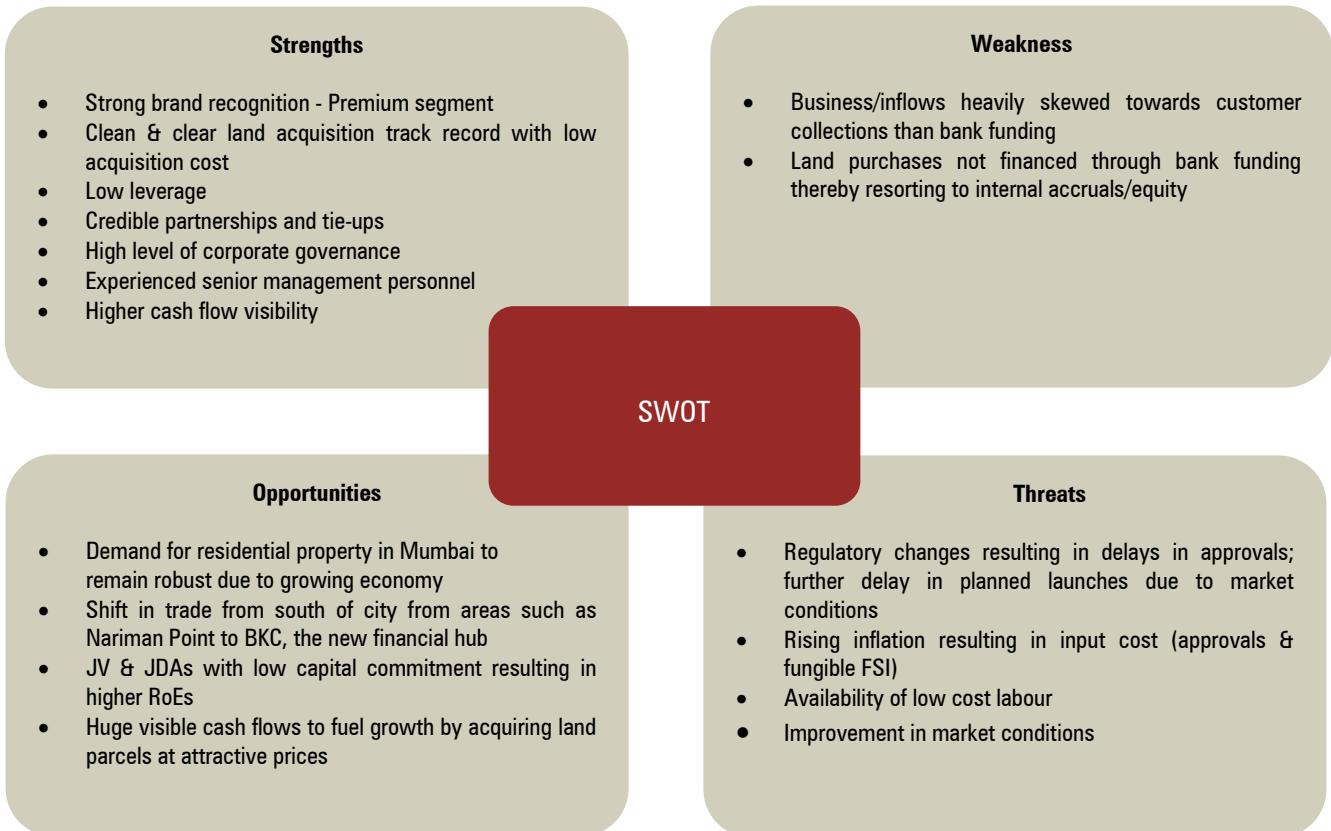 Strengths
• Strong brand recognition - Premium segment
• Clean & clear land acquisition track record with low
acquisition cost
• Low leverage
• Credible partnerships and tie-ups
• High level of corporate governance
• Experienced senior management personnel
• Higher cash flow visibility
Weakness
• Business/inflows heavily skewed towards customer
collections than bank funding
• Land purchases not financed through bank funding
thereby resorting to internal accruals/equity
SWOT
Opportunities
• Demand for residential property in Mumbai to
remain robust due to growing economy
• Shift in trade from south of city from areas such as
Nariman Point to BKC, the new financial hub
• JV & JDAs with low capital commitment resulting in
higher RoEs
• Huge visible cash flows to fuel growth by acquiring land
parcels at attractive prices
Threats
• Regulatory changes resulting in delays in approvals;
further delay in planned launches due to market
conditions
• Rising inflation resulting in input cost (approvals &
fungible FSI)
• Availability of low cost labour
• Improvement in market conditions